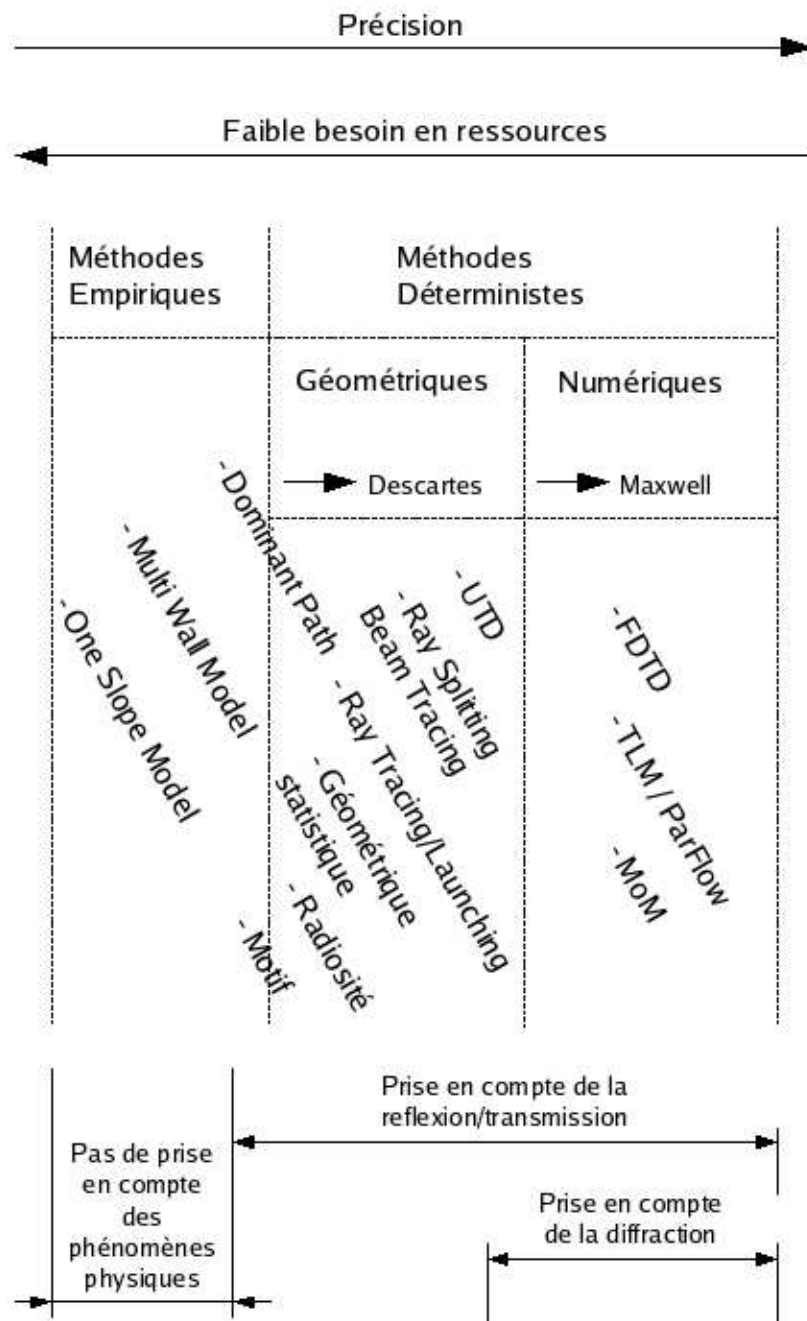 Précision
Faible besoin en ressources
Méthodes
Empiriques
Méthodes
Déterministes
Géométriques
Numériques
Descartes
Maxwell
- One Slope Model
- Multi Wall Model
- Dominant Path
- Motif
- Radiosité
- Géométrique
statistique
- Ray Tracing/Launching
- Ray Splitting
Beam Tracing
- UTD
- FDTD
- TLM / ParFlow
- MoM
Prise en compte de la
reflexion/transmission
Pas de prise
en compte
des
phénomènes
physiques
Prise en compte
de la diffraction